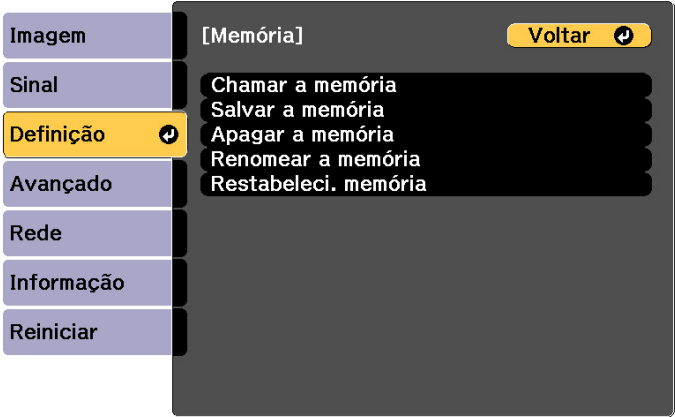 Imagem
Sinal
Definição
Avançado
Rede
Informação
Reiniciar
[Memória]
Voltar
Chamar a memória
Salvar a memória
Apagar a memória
Renomear a memória
Restabeleci. memória